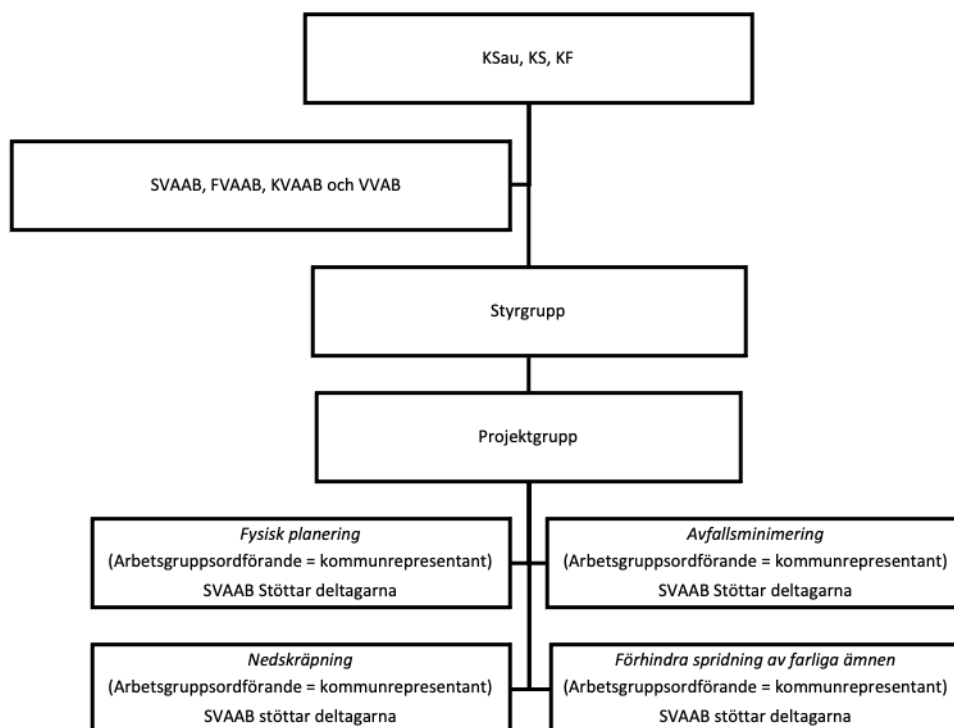 KSau, KS, KF
SVAAB, FVAAB, KVAAB och VVAB
Styrgrupp
Projektgrupp
Fysisk planering
(Arbetsgruppsordförande = kommunrepresentant)
SVAAB Stöttar deltagarna
Avfallsminimering
(Arbetsgruppsordförande = kommunrepresentant)
SVAAB Stöttar deltagarna
Nedskräpning
(Arbetsgruppsordförande = kommunrepresentant)
SVAAB stöttar deltagarna
Förhindra spridning av farliga ämnen
(Arbetsgruppsordförande = kommunrepresentant)
SVAAB stöttar deltagarna